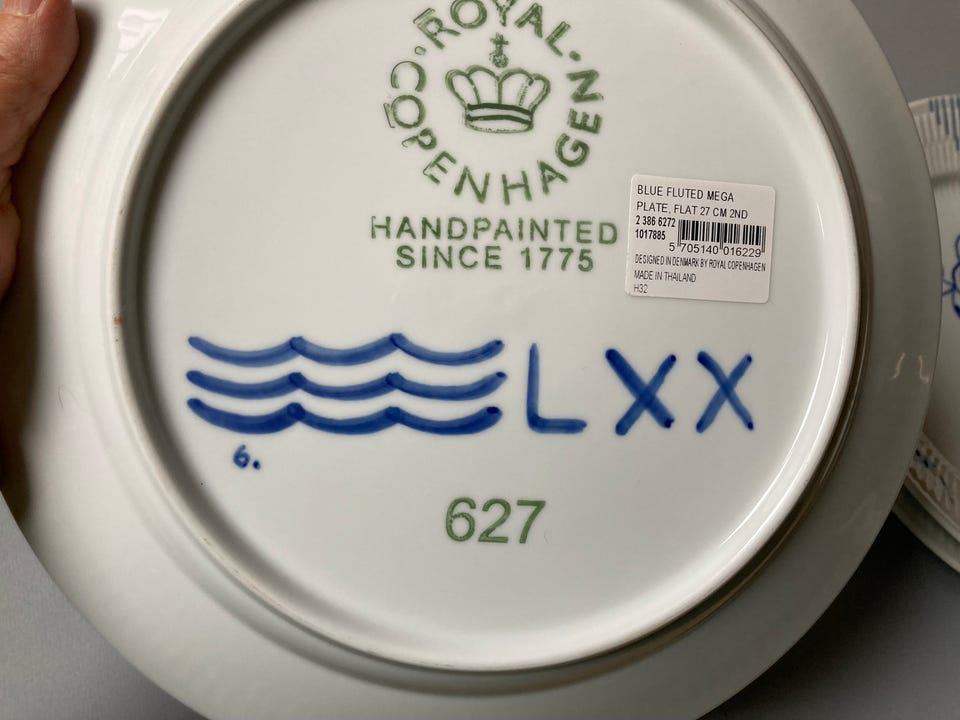 ROYAL
COPENHAGEN
HANDPAINTED
SINCE 1775
BLUE FLUTED MEGA
PLATE, FLAT 27 CM 2ND
2 386 6272
1017885
5 705140 016229
DESIGNED IN DENMARK BY ROYAL COPENHAGEN
MADE IN THAILAND
H32
LXX
6.
627